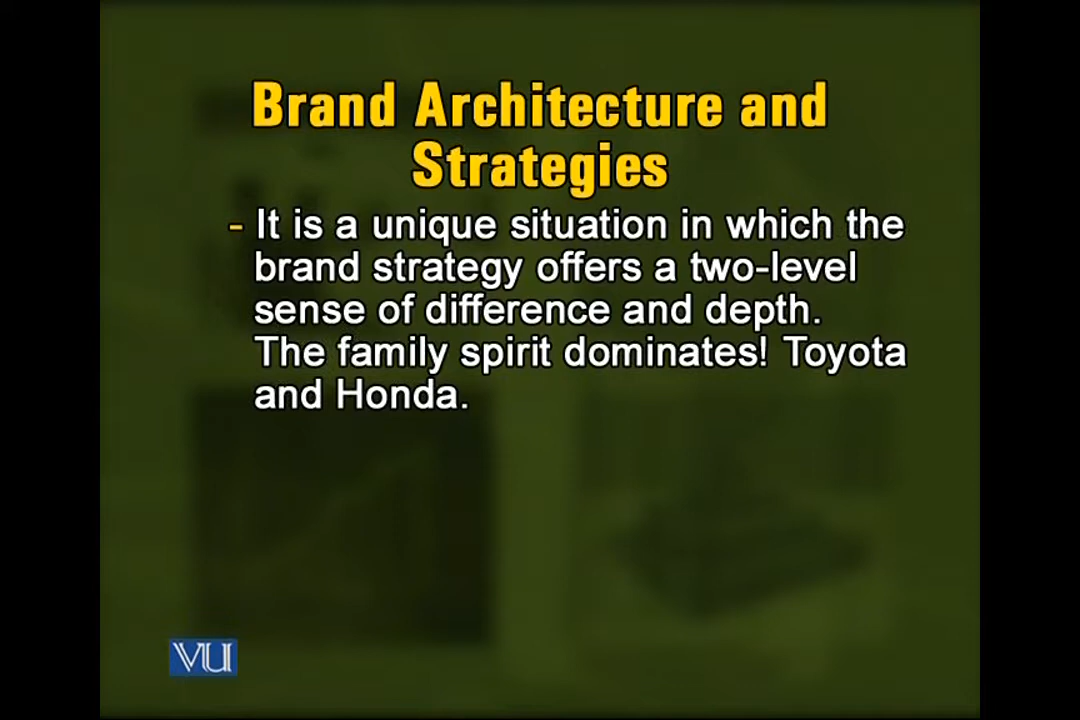 Brand Architecture and
Strategies
- It is a unique situation in which the
brand strategy offers a two-level
sense of difference and depth.
The family spirit dominates! Toyota
and Honda.
VU